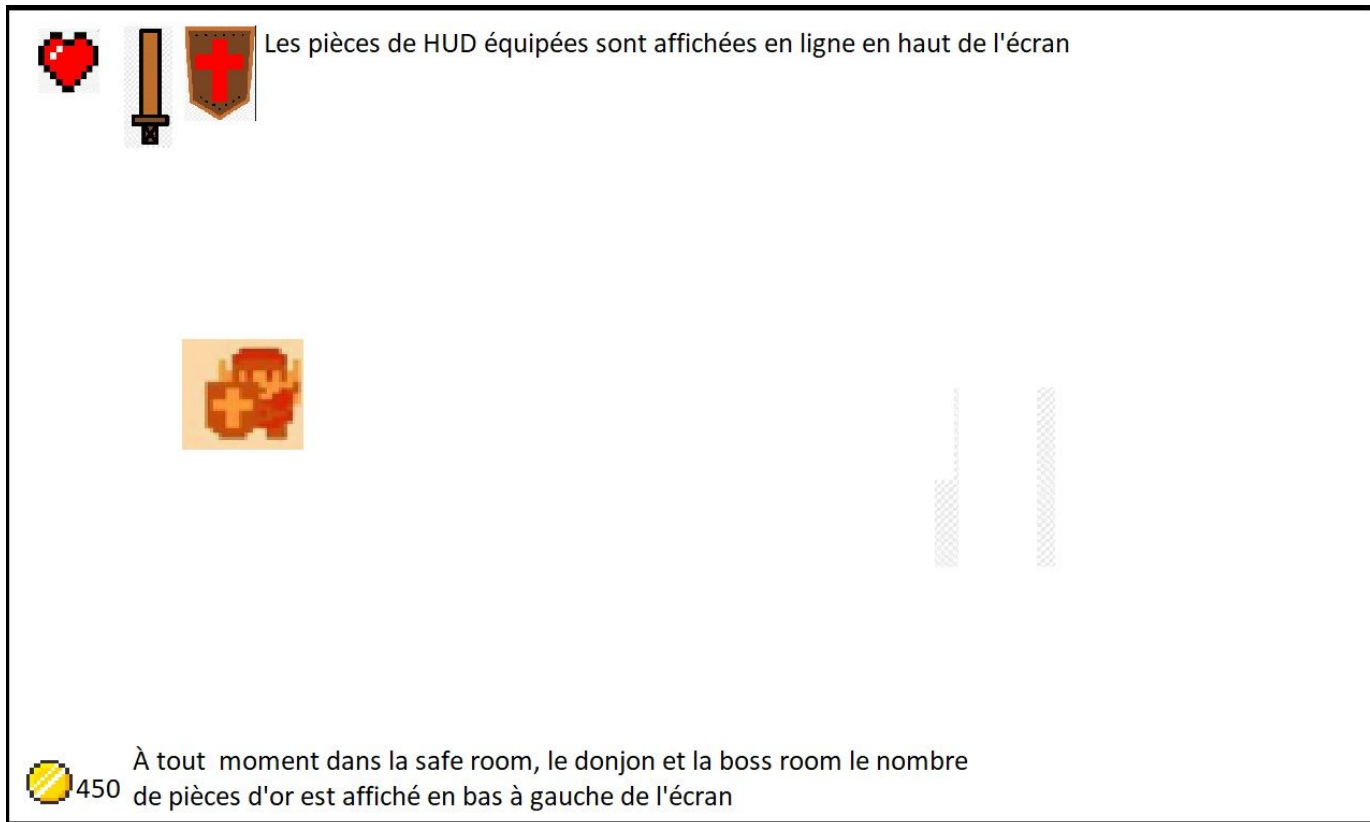 Les pièces de HUD équipées sont affichées en ligne en haut de l'écran
À tout  moment dans la safe room, le donjon et la boss room le nombre
450 de pièces d'or est affiché en bas à gauche de l'écran